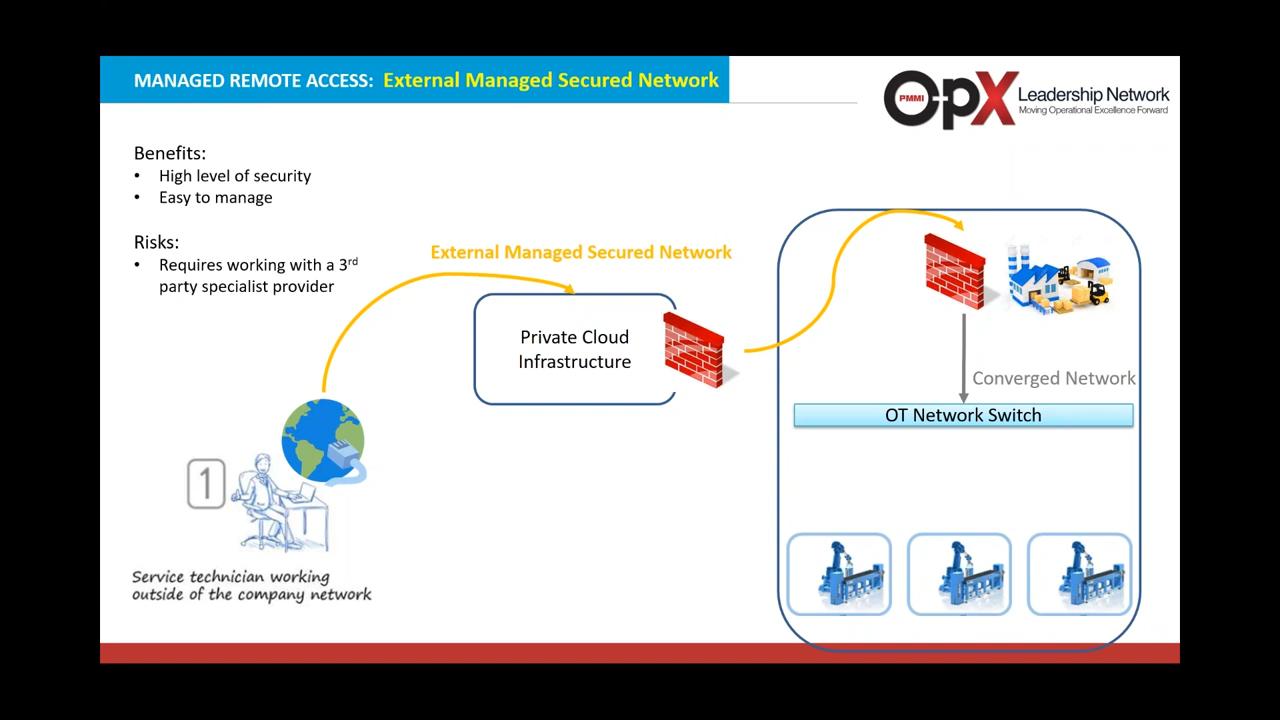 MANAGED REMOTE ACCESS: External Managed Secured Network
PMMI
OpX
Leadership Network
Moving Operational Excellence Forward
Benefits:
• High level of security
• Easy to manage
Risks:
• Requires working with a 3rd
party specialist provider
External Managed Secured Network
Private Cloud
Infrastructure
Converged Network
OT Network Switch
1
Service technician working
outside of the company network